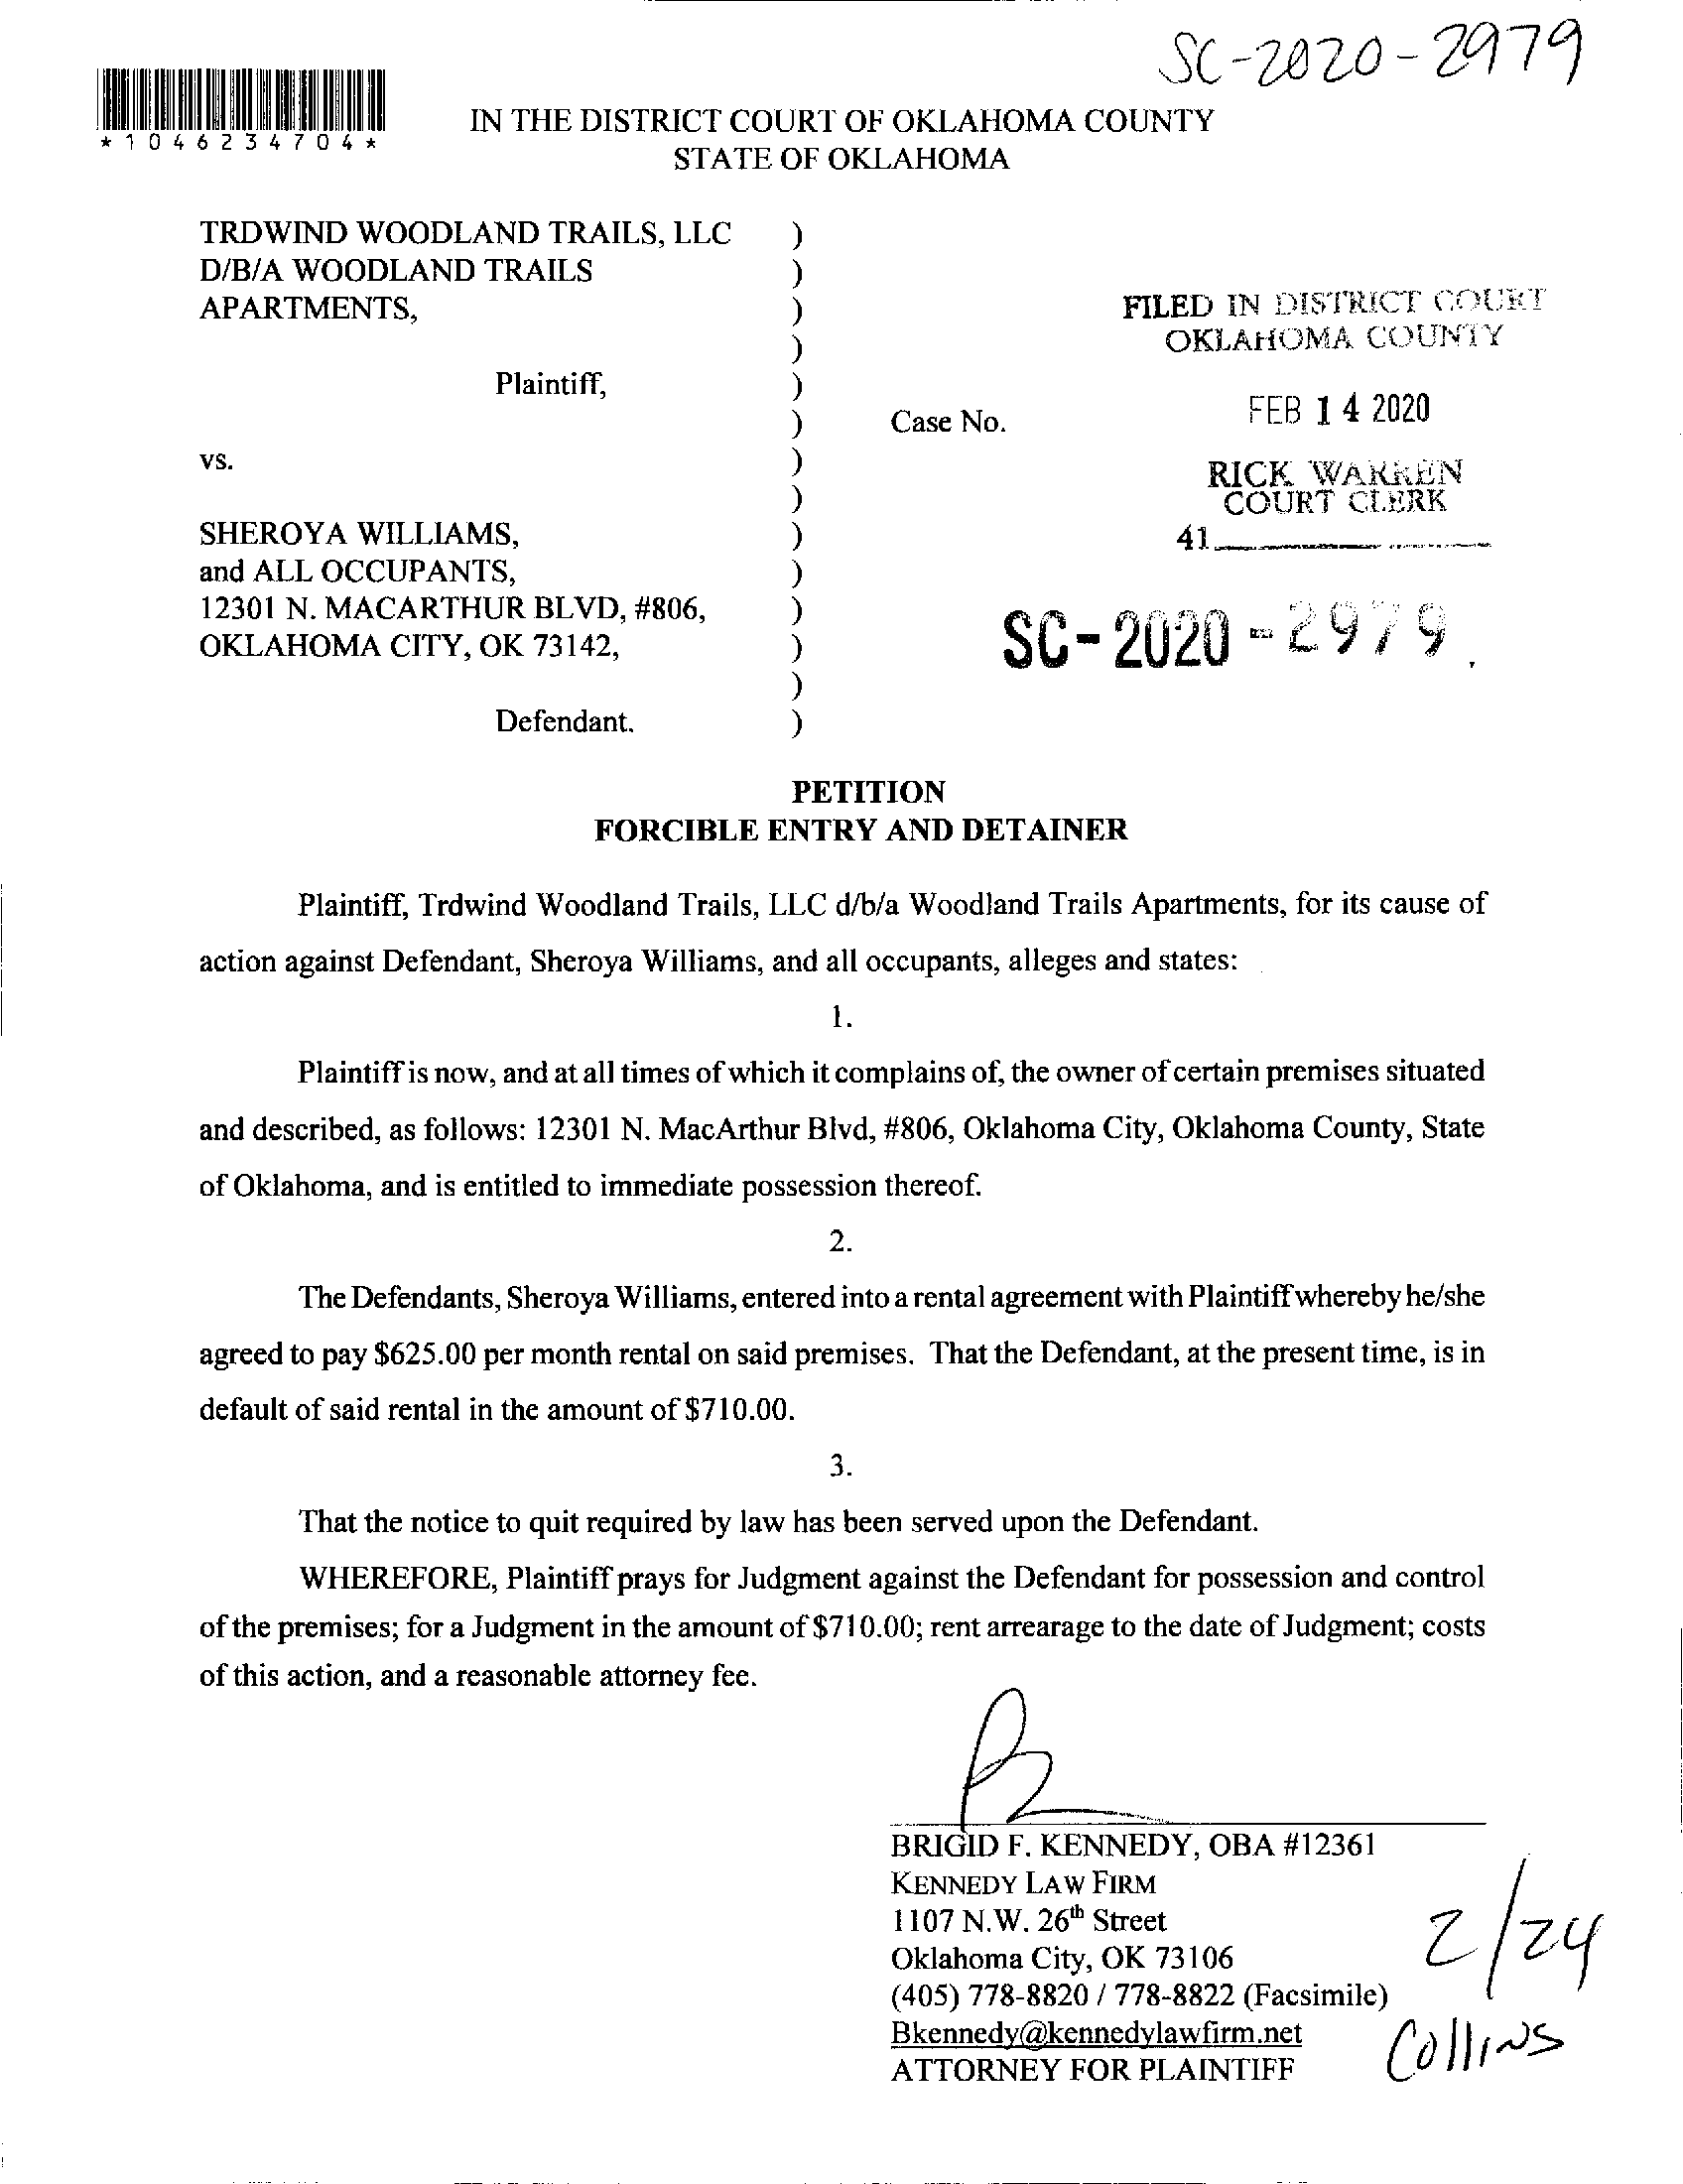 SC-2020-2979
*1046234704*
IN THE DISTRICT COURT OF OKLAHOMA COUNTY
STATE OF OKLAHOMA
TRDWIND WOODLAND TRAILS, LLC )
D/B/A WOODLAND TRAILS )
APARTMENTS, )
)
Plaintiff, )
)
vs. )
)
SHEROYA WILLIAMS, )
and ALL OCCUPANTS, )
12301 N. MACARTHUR BLVD, #806, )
OKLAHOMA CITY, OK 73142, )
)
Defendant. )
Case No.
FILED IN DISTRICT COURT
OKLAHOMA COUNTY
FEB 14 2020
RICK WARREN
COURT CLERK
41
SC-2020-2979.
PETITION
FORCIBLE ENTRY AND DETAINER
Plaintiff, Trdwind Woodland Trails, LLC d/b/a Woodland Trails Apartments, for its cause of
action against Defendant, Sheroya Williams, and all occupants, alleges and states:
1.
Plaintiff is now, and at all times of which it complains of, the owner of certain premises situated
and described, as follows: 12301 N. MacArthur Blvd, #806, Oklahoma City, Oklahoma County, State
of Oklahoma, and is entitled to immediate possession thereof.
2.
The Defendants, Sheroya Williams, entered into a rental agreement with Plaintiff whereby he/she
agreed to pay $625.00 per month rental on said premises. That the Defendant, at the present time, is in
default of said rental in the amount of $710.00.
3.
That the notice to quit required by law has been served upon the Defendant.
WHEREFORE, Plaintiff prays for Judgment against the Defendant for possession and control
of the premises; for a Judgment in the amount of $710.00; rent arrearage to the date of Judgment; costs
of this action, and a reasonable attorney fee.
BRIGID F. KENNEDY, OBA #12361
KENNEDY LAW FIRM
1107 N.W. 26th Street
Oklahoma City, OK 73106
(405) 778-8820 / 778-8822 (Facsimile)
Bkennedy@kennedylawfirm.net
ATTORNEY FOR PLAINTIFF
2/24
Collins